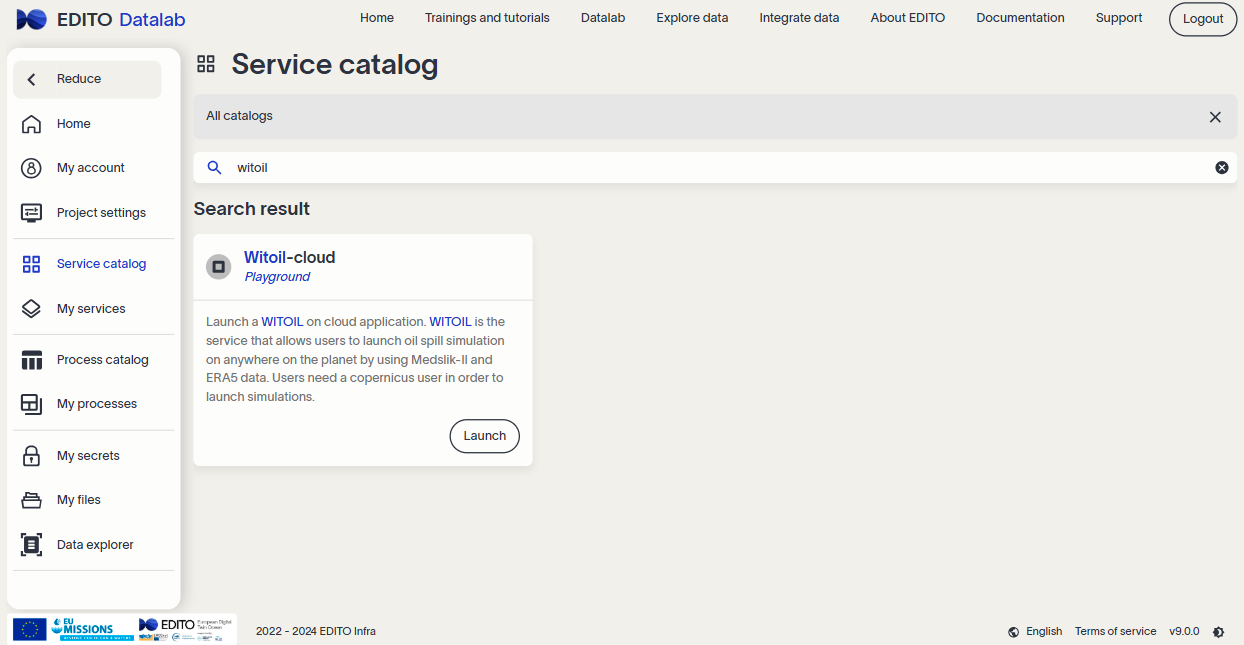 EDITO Datalab
Home
Trainings and tutorials
Datalab
Explore data
Integrate data
About EDITO
Documentation
Support
Logout
Reduce
Home
My account
Project settings
Service catalog
My services
Process catalog
My processes
My secrets
My files
Data explorer
Service catalog
All catalogs
witoil
Search result
Witoil-cloud
Playground
Launch a WITOIL on cloud application. WITOIL is the
service that allows users to launch oil spill simulation
on anywhere on the planet by using Medslik-II and
ERA5 data. Users need a copernicus user in order to
launch simulations.
Launch
EU
MISSIONS
EDITO
European Digital
Twin Ocean
2022 - 2024 EDITO Infra
English
Terms of service
v9.0.0